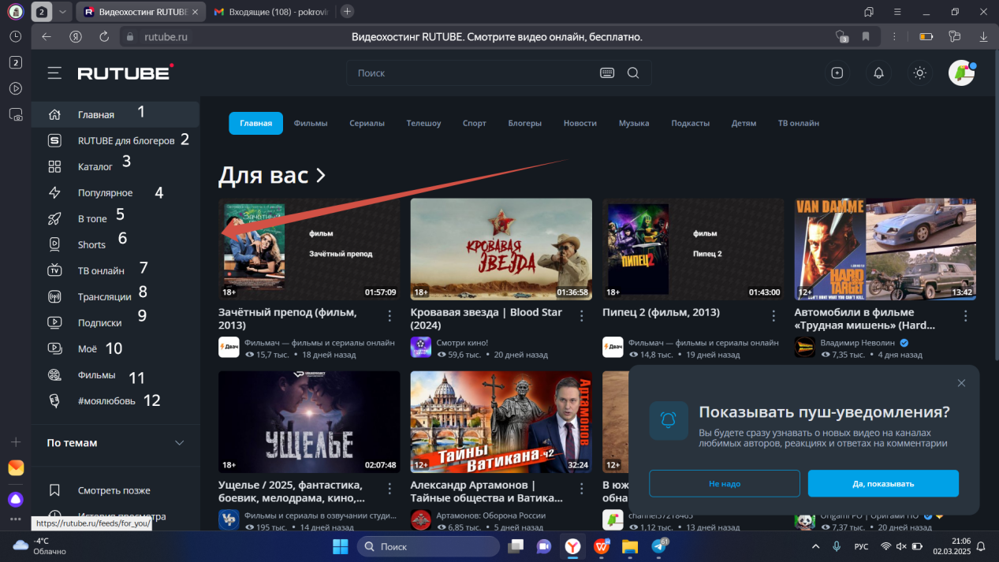 2
Видеохостинг RUTUBE
Входящие (108) - pokrovin
rutube.ru
Видеохостинг RUTUBE. Смотрите видео онлайн, бесплатно.
3
2
RUTUBE
Поиск
Главная 1
RUTUBE для блогеров 2
Каталог 3
Популярное 4
В топе 5
Shorts 6
ТВ онлайн 7
Трансляции 8
Подписки 9
Моё 10
Фильмы 11
#моялюбовь 12
По темам
Смотреть позже
История просмотра
https://rutube.ru/feeds/for_you/
Главная Фильмы Сериалы Телешоу Спорт Блогеры Новости Музыка Подкасты Детям ТВ онлайн
Для вас
Зачётный
фильм
Зачётный препод
18+ 01:57:09
Зачётный препод (фильм,
2013)
Двач
Фильмач — фильмы и сериалы онлайн
15,7 тыс. • 18 дней назад
КРОВАВАЯ
ЗВЕЗДА
18+ 01:36:58
Кровавая звезда | Blood Star
(2024)
Смотри кино!
59,6 тыс. • 20 дней назад
ПИПЕЦ 2
фильм
Пипец 2
18+ 01:43:00
Пипец 2 (фильм, 2013)
Двач
Фильмач — фильмы и сериалы онлайн
14,8 тыс. • 19 дней назад
VAN DAMME
HARD
TARGET
12+ 13:42
Автомобили в фильме
«Трудная мишень» (Hard...
Владимир Неволин
7,35 тыс. • 4 дня назад
УЩЕЛЬЕ
18+ 02:07:48
Ущелье / 2025, фантастика,
боевик, мелодрама, кино,...
VP
Фильмы и сериалы в озвучании студи...
195 тыс. • 14 дней назад
Артамонов
Тайны
Ватикана-ч2
12+ 32:24
Александр Артамонов |
Тайные общества и Ватика...
Артамонов: Оборона России
6,85 тыс. • 5 дней назад
12+
В юж
обна
channel57218465
1,12 тыс. • 13 дней назад
Origami PO | Оригами ПО
7,37 тыс. • 20 дней назад
Показывать пуш-уведомления?
Вы будете сразу узнавать о новых видео на каналах
любимых авторов, реакциях и ответах на комментарии
Не надо
Да, показывать
-4°C
Облачно
Поиск
61
РУС
21:06
02.03.2025